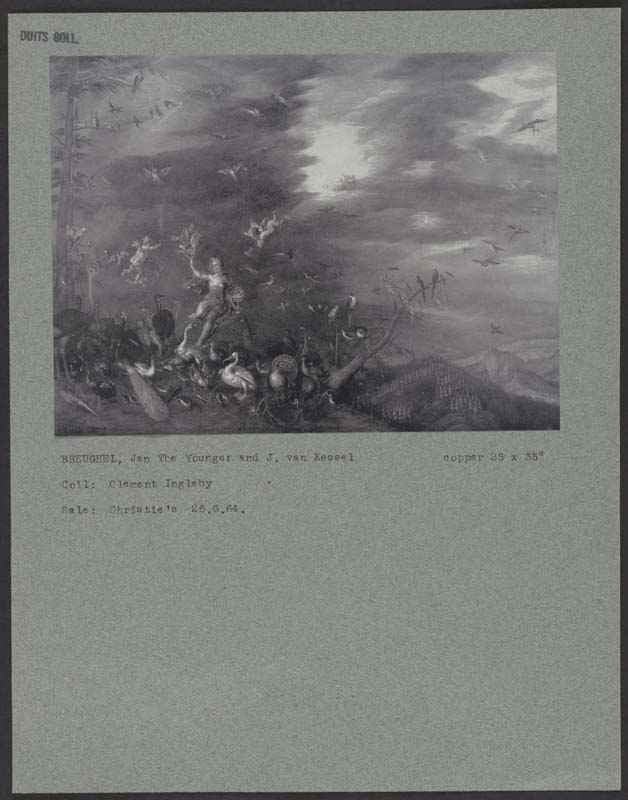 DUITS COLL.
BREUGHEL, Jan The Younger and J. van Kessel copper 25 x 35"
Coll: Clement Ingleby
Sale: Christie's 26.6.64.